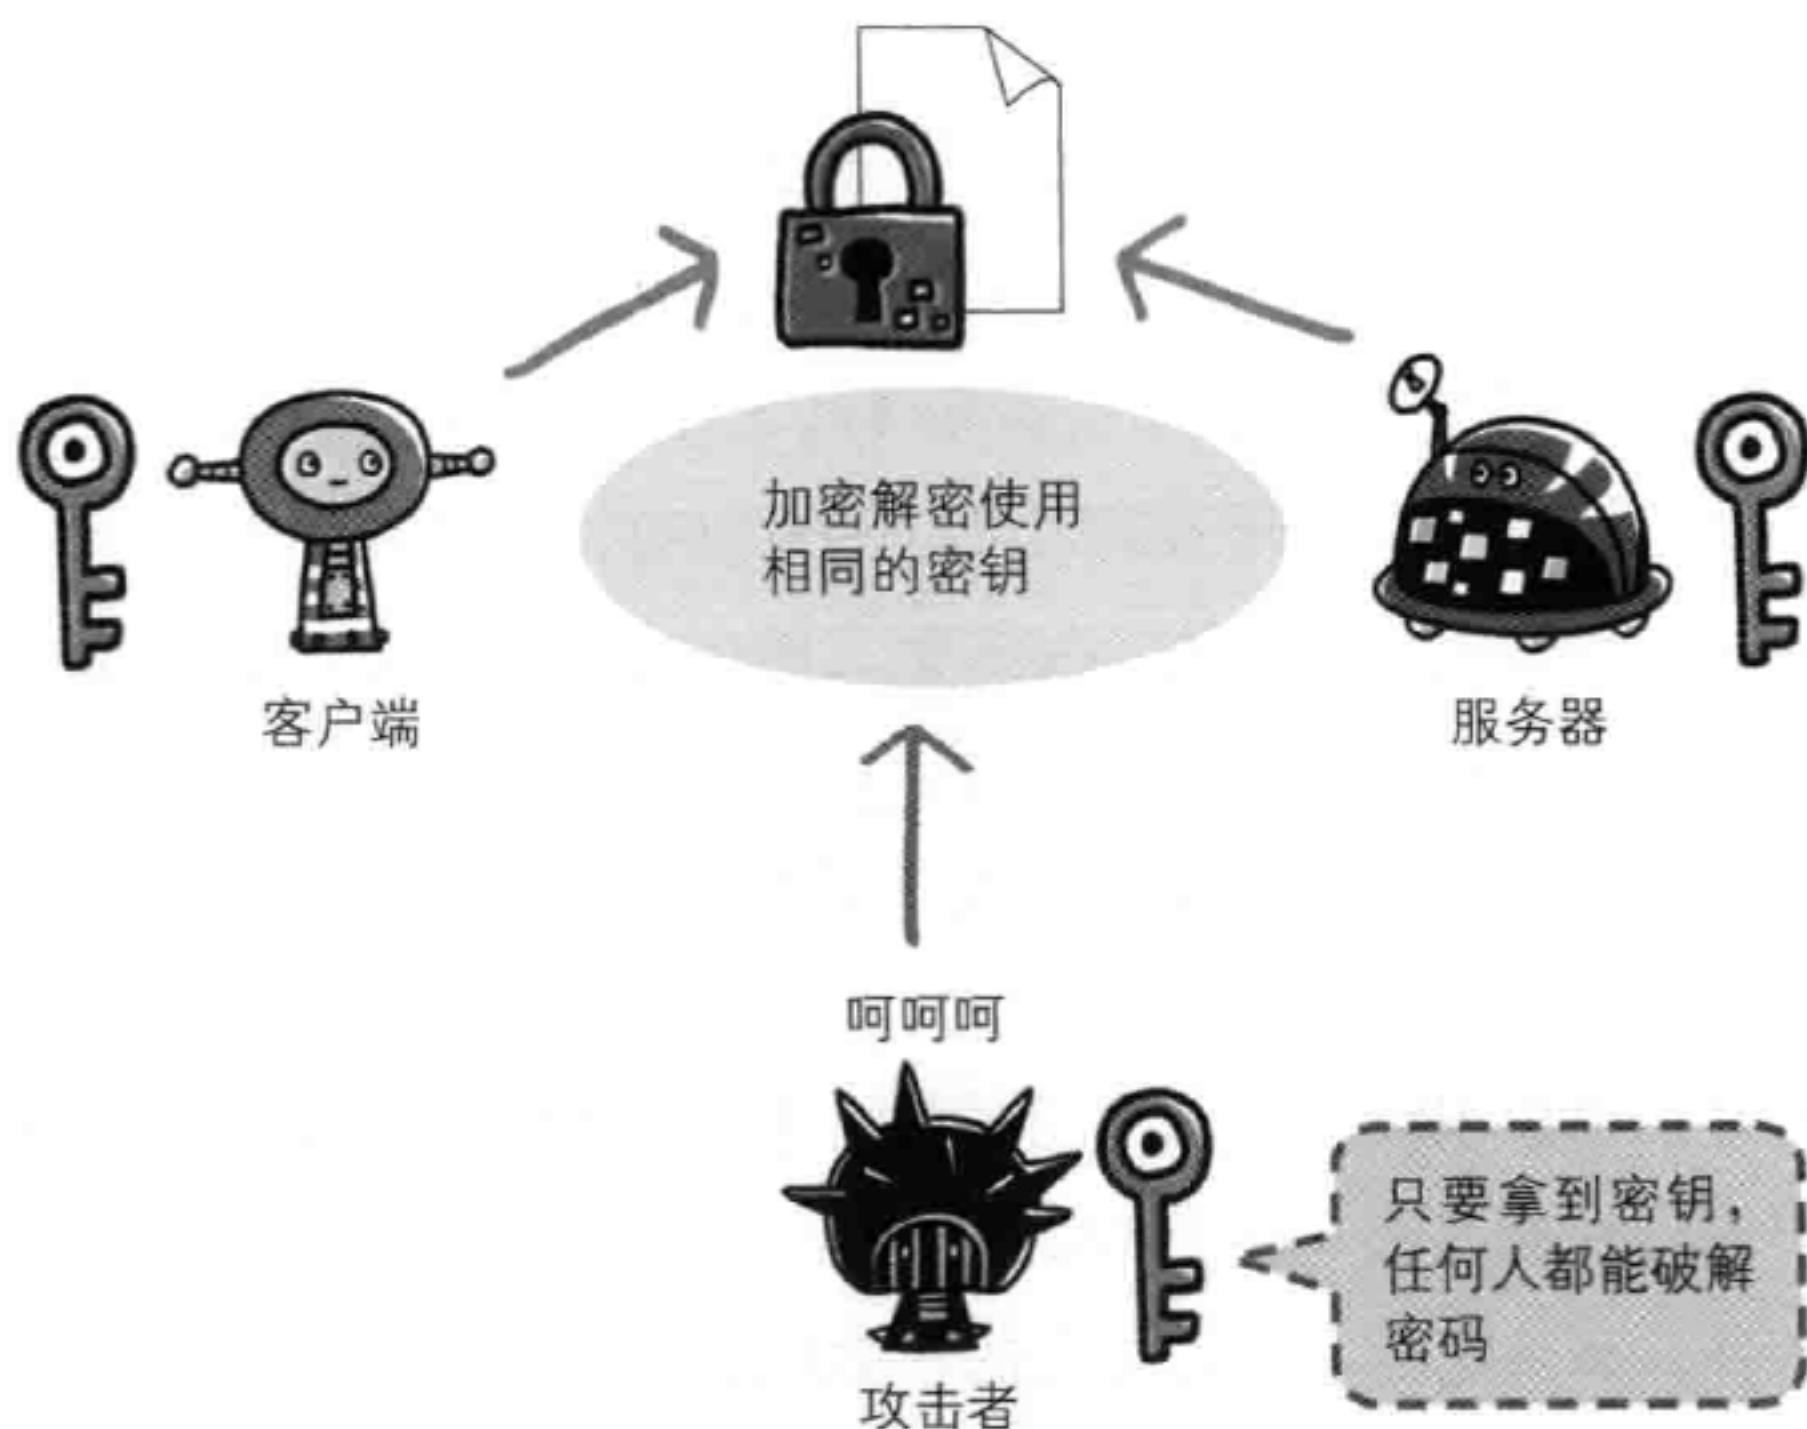 加密解密使用
相同的密钥
客户端
服务器
呵呵呵
只要拿到密钥，
任何人都能破解
密码
攻击者